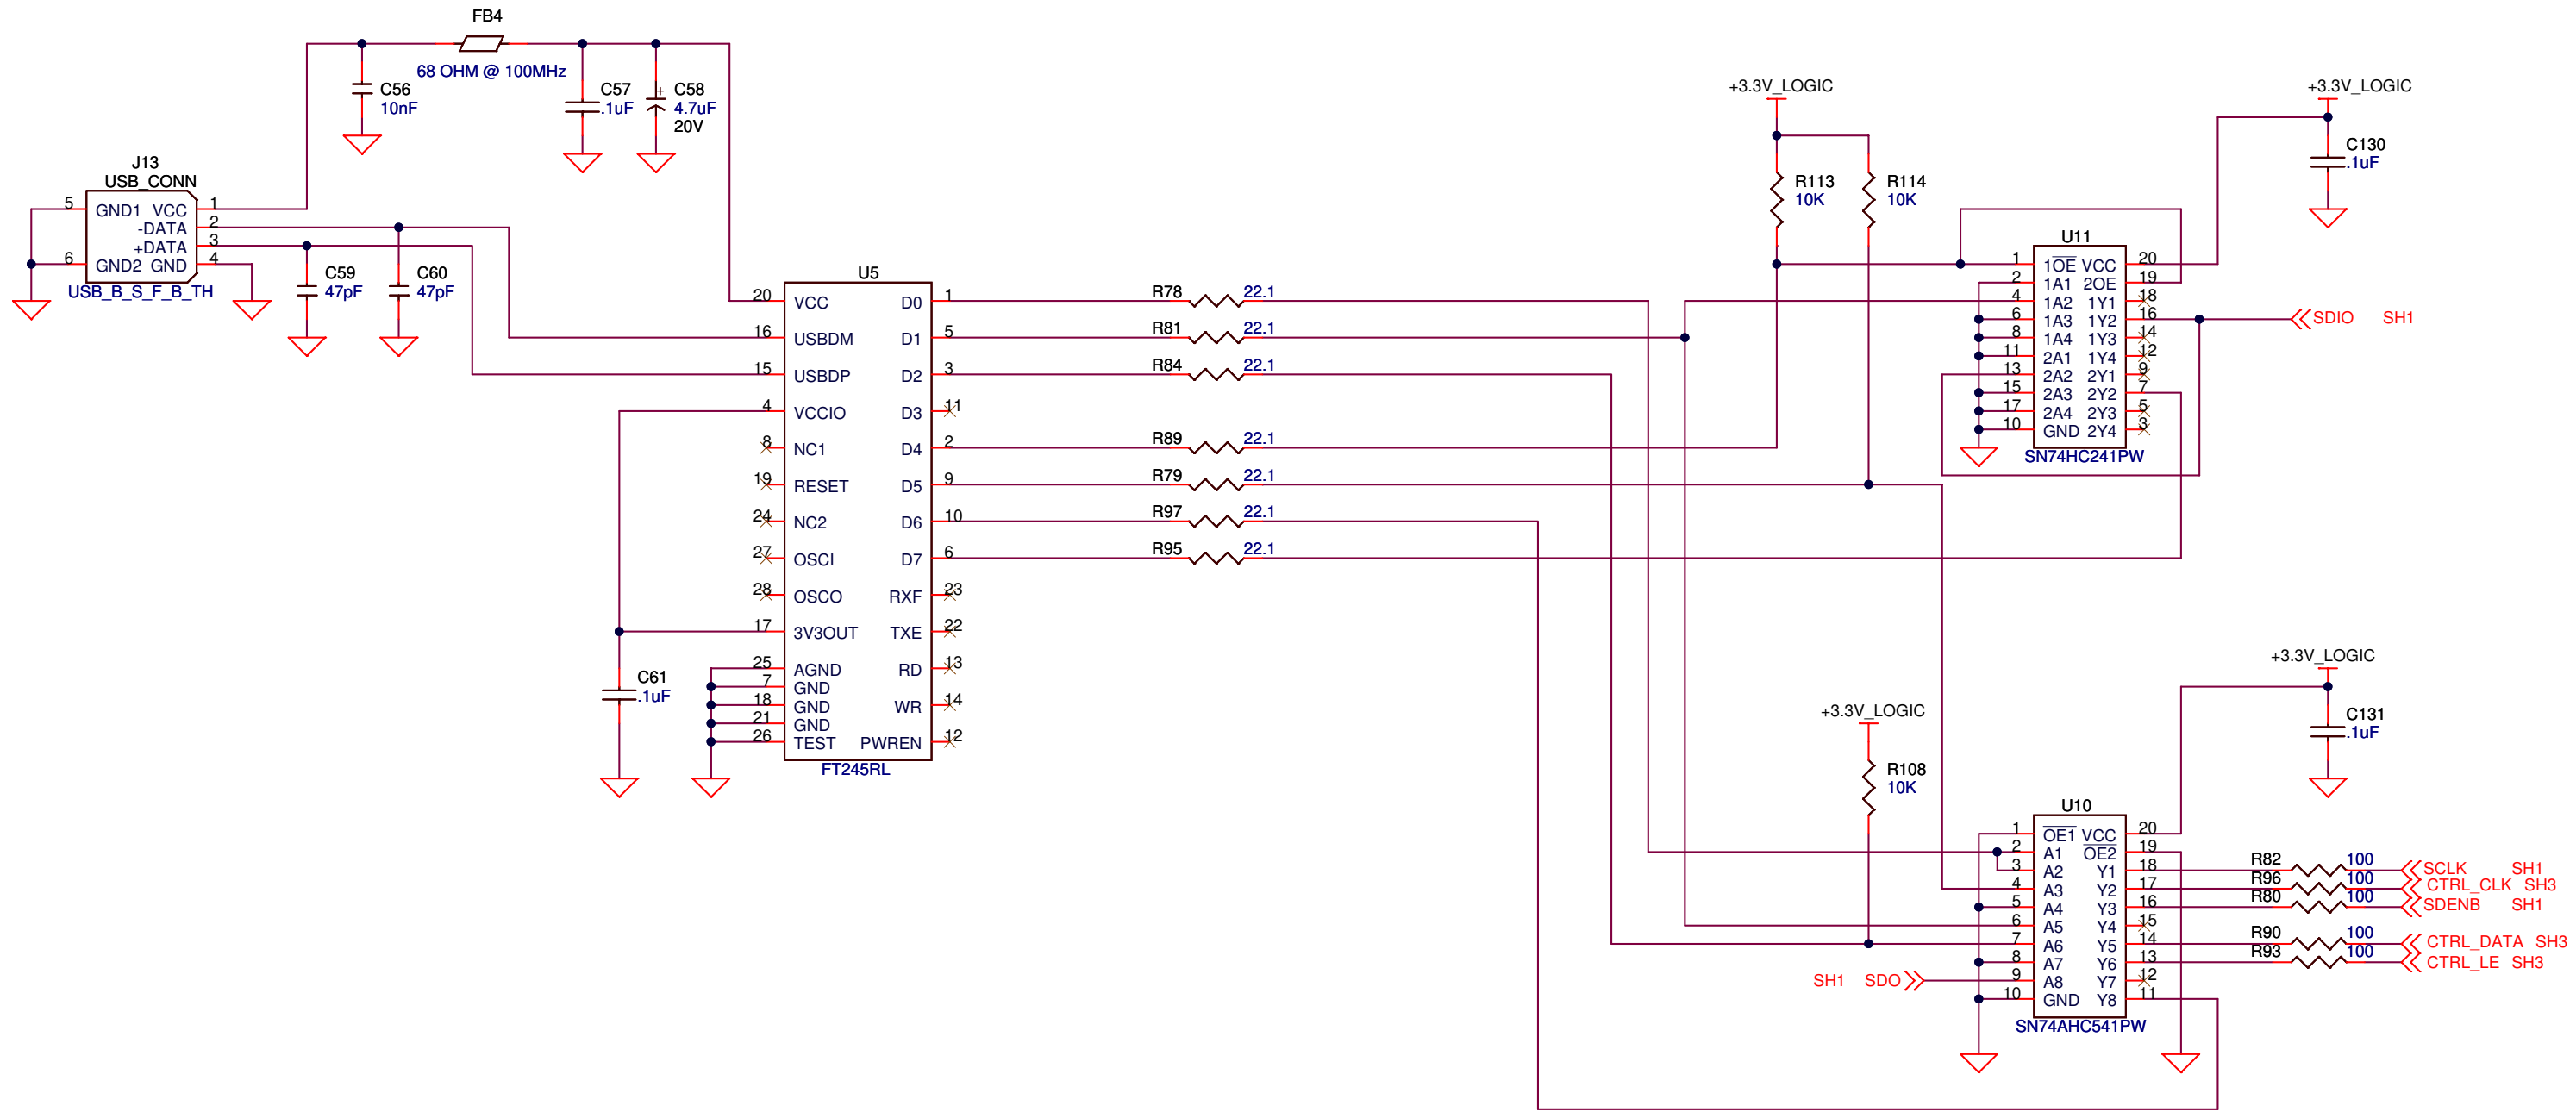 FB4
68 OHM @ 100MHz
C56
10nF
C57
.1uF
+
C58
4.7uF
20V
J13
USB_CONN
5 GND1 VCC 1
-DATA 2
+DATA 3
6 GND2 GND 4
USB_B_S_F_B_TH
C59
47pF
C60
47pF
U5
20 VCC D0 1
16 USBDM D1 5
15 USBDP D2 3
4 VCCIO D3 11
8 NC1 D4 2
19 RESET D5 9
24 NC2 D6 10
27 OSCI D7 6
28 OSCO RXF 23
17 3V3OUT TXE 22
25 AGND RD 13
7 GND
18 GND WR 14
21 GND
26 TEST PWREN 12
FT245RL
C61
.1uF
R78 22.1
R81 22.1
R84 22.1
R89 22.1
R79 22.1
R97 22.1
R95 22.1
+3.3V_LOGIC
R113
10K
R114
10K
+3.3V_LOGIC
C130
.1uF
U11
1 1OE VCC 20
2 1A1 2OE 19
4 1A2 1Y1 18
6 1A3 1Y2 16
8 1A4 1Y3 14
11 2A1 1Y4 12
13 2A2 2Y1 9
15 2A3 2Y2 7
17 2A4 2Y3 5
10 GND 2Y4 3
SN74HC241PW
SDIO SH1
+3.3V_LOGIC
C131
.1uF
+3.3V_LOGIC
R108
10K
U10
1 OE1 VCC 20
2 A1 OE2 19
3 A2 Y1 18
4 A3 Y2 17
5 A4 Y3 16
6 A5 Y4 15
7 A6 Y5 14
8 A7 Y6 13
9 A8 Y7 12
10 GND Y8 11
SN74AHC541PW
SH1 SDO
R82 100 SCLK SH1
R96 100 CTRL_CLK SH3
R80 100 SDENB SH1
R90 100 CTRL_DATA SH3
R93 100 CTRL_LE SH3